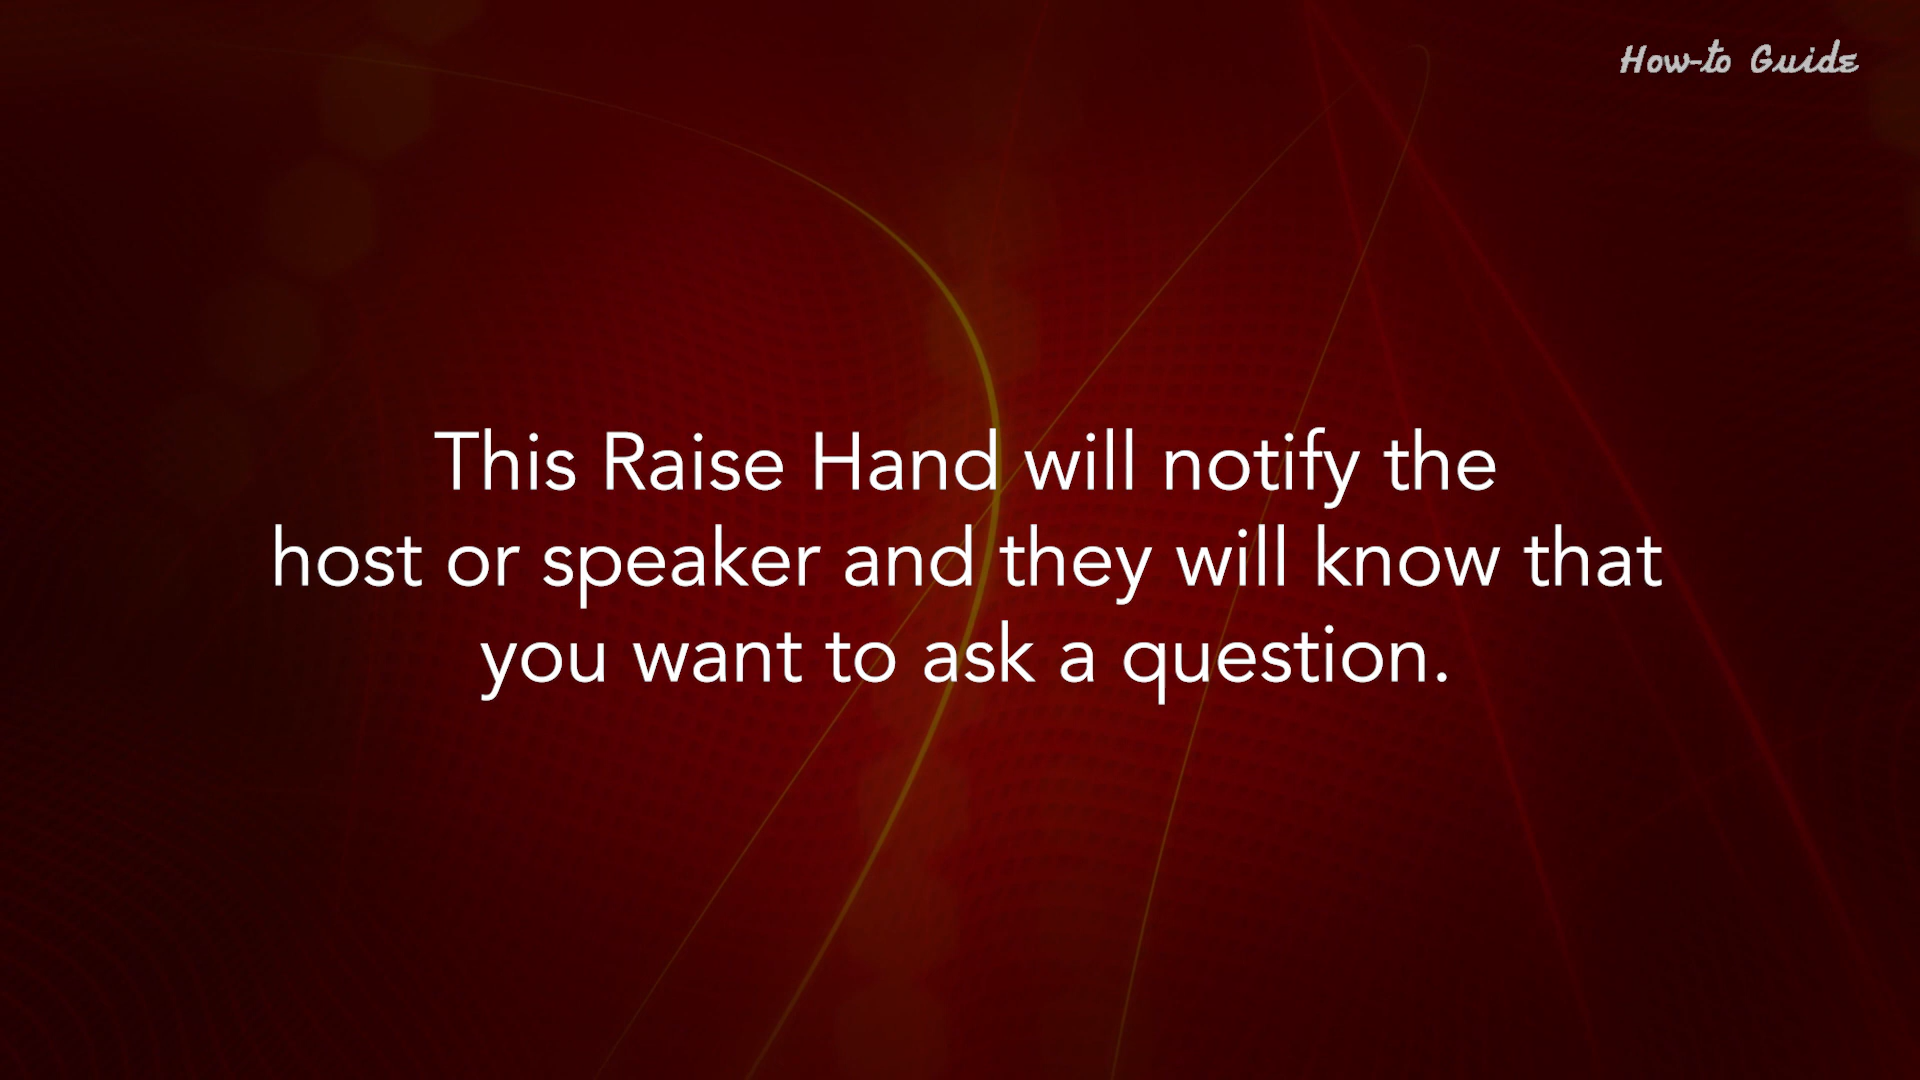 How-to Guide
This Raise Hand will notify the
host or speaker and they will know that
you want to ask a question.